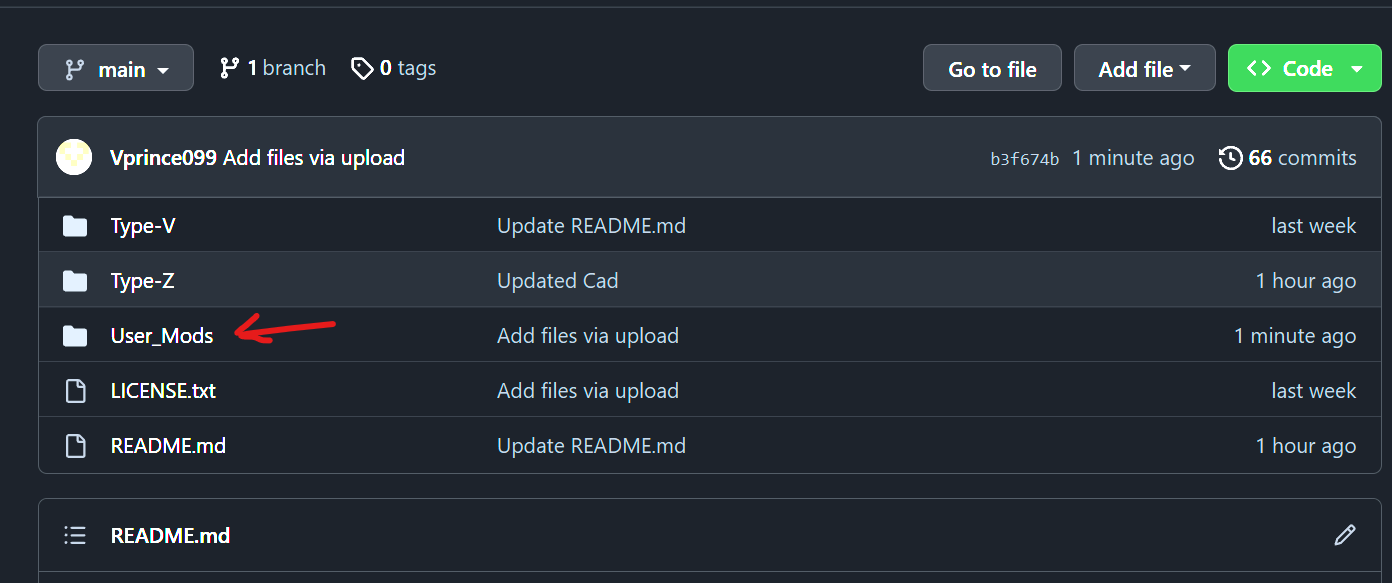 main 1 branch 0 tags Go to file Add file <> Code
Vprince099 Add files via upload b3f674b 1 minute ago 66 commits
Type-V Update README.md last week
Type-Z Updated Cad 1 hour ago
User_Mods Add files via upload 1 minute ago
LICENSE.txt Add files via upload last week
README.md Update README.md 1 hour ago
README.md